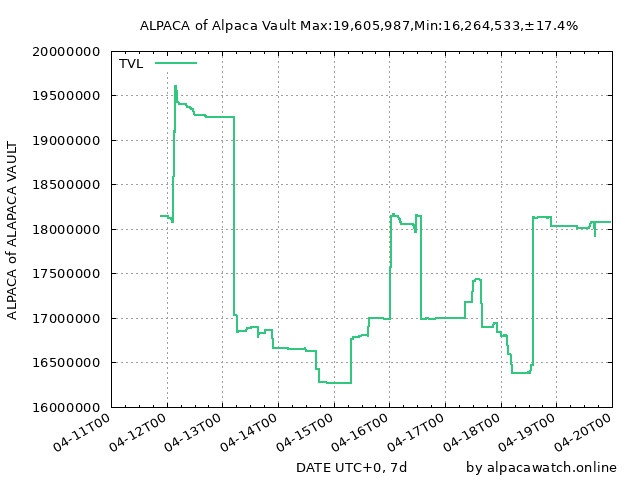 ALPACA of Alpaca Vault Max:19,605,987,Min:16,264,533,±17.4%
TVL
20000000
19500000
19000000
18500000
18000000
17500000
17000000
16500000
16000000
ALPACA of ALAPACA VAULT
04-11T00
04-12T00
04-13T00
04-14T00
04-15T00
04-16T00
04-17T00
04-18T00
04-19T00
04-20T00
DATE UTC+0, 7d
by alpacawatch.online